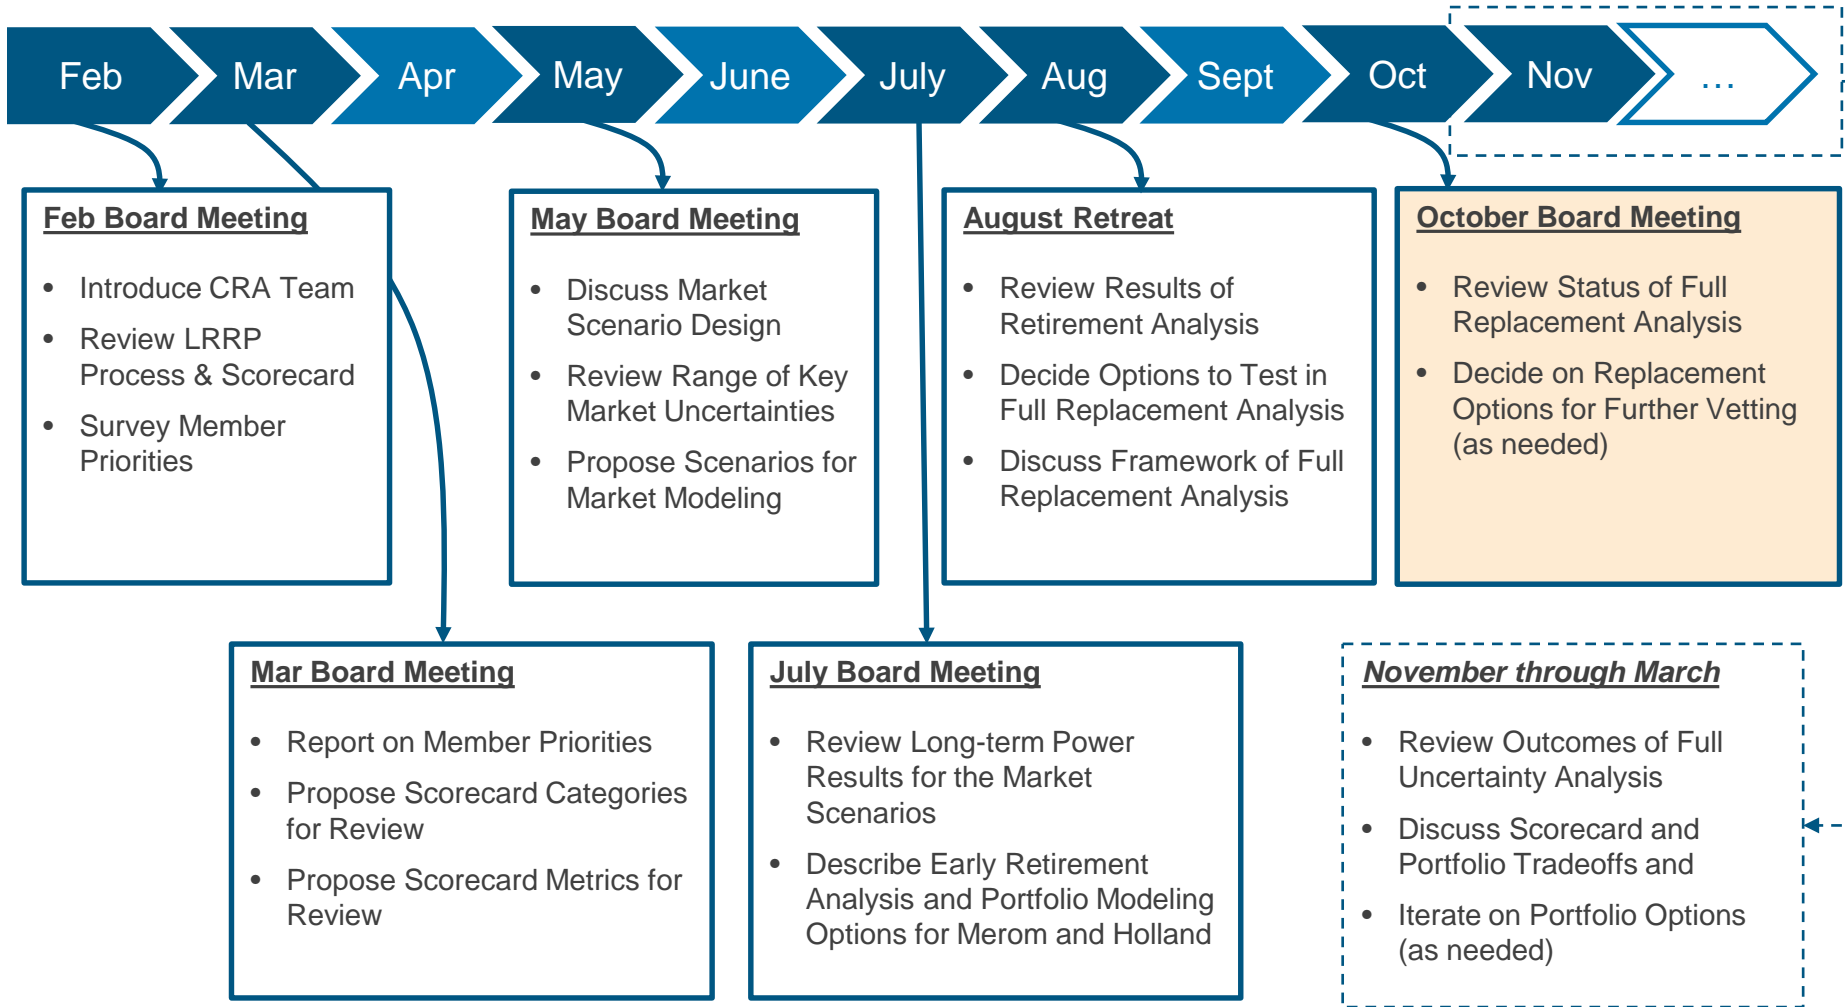 Feb
Mar
Apr
May
June
July
Aug
Sept
Oct
Nov
…
Feb Board Meeting
• Introduce CRA Team
• Review LRRP
Process & Scorecard
• Survey Member
Priorities
May Board Meeting
• Discuss Market
Scenario Design
• Review Range of Key
Market Uncertainties
• Propose Scenarios for
Market Modeling
August Retreat
• Review Results of
Retirement Analysis
• Decide Options to Test in
Full Replacement Analysis
• Discuss Framework of Full
Replacement Analysis
October Board Meeting
• Review Status of Full
Replacement Analysis
• Decide on Replacement
Options for Further Vetting
(as needed)
Mar Board Meeting
• Report on Member Priorities
• Propose Scorecard Categories
for Review
• Propose Scorecard Metrics for
Review
July Board Meeting
• Review Long-term Power
Results for the Market
Scenarios
• Describe Early Retirement
Analysis and Portfolio Modeling
Options for Merom and Holland
November through March
• Review Outcomes of Full
Uncertainty Analysis
• Discuss Scorecard and
Portfolio Tradeoffs and
• Iterate on Portfolio Options
(as needed)